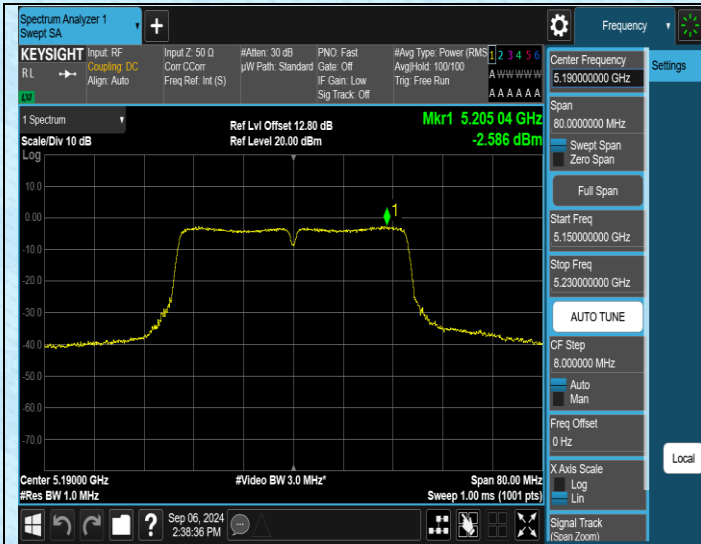 Spectrum Analyzer 1
Swept SA
Frequency
KEYSIGHT
RL
LU
Input: RF
Coupling: DC
Align: Auto
Input Z: 50 Ω
Corr CCorr
Freq Ref: Int (S)
#Atten: 30 dB
µW Path: Standard
PNO: Fast
Gate: Off
IF Gain: Low
Sig Track: Off
#Avg Type: Power (RMS
Avg|Hold: 100/100
Trig: Free Run
1 2 3 4 5 6
A W W W W W
A A A A A A
1 Spectrum
Scale/Div 10 dB
Log
Ref Lvl Offset 12.80 dB
Ref Level 20.00 dBm
Mkr1 5.205 04 GHz
-2.586 dBm
10.0
0.00
-10.0
-20.0
-30.0
-40.0
-50.0
-60.0
-70.0
1
Center 5.19000 GHz
#Res BW 1.0 MHz
#Video BW 3.0 MHz*
Span 80.00 MHz
Sweep 1.00 ms (1001 pts)
Sep 06, 2024
2:38:36 PM
?
Center Frequency
5.190000000 GHz
Span
80.0000000 MHz
Swept Span
Zero Span
Full Span
Start Freq
5.150000000 GHz
Stop Freq
5.230000000 GHz
AUTO TUNE
CF Step
8.000000 MHz
Auto
Man
Freq Offset
0 Hz
X Axis Scale
Log
Lin
Signal Track
(Span Zoom)
Settings
Local